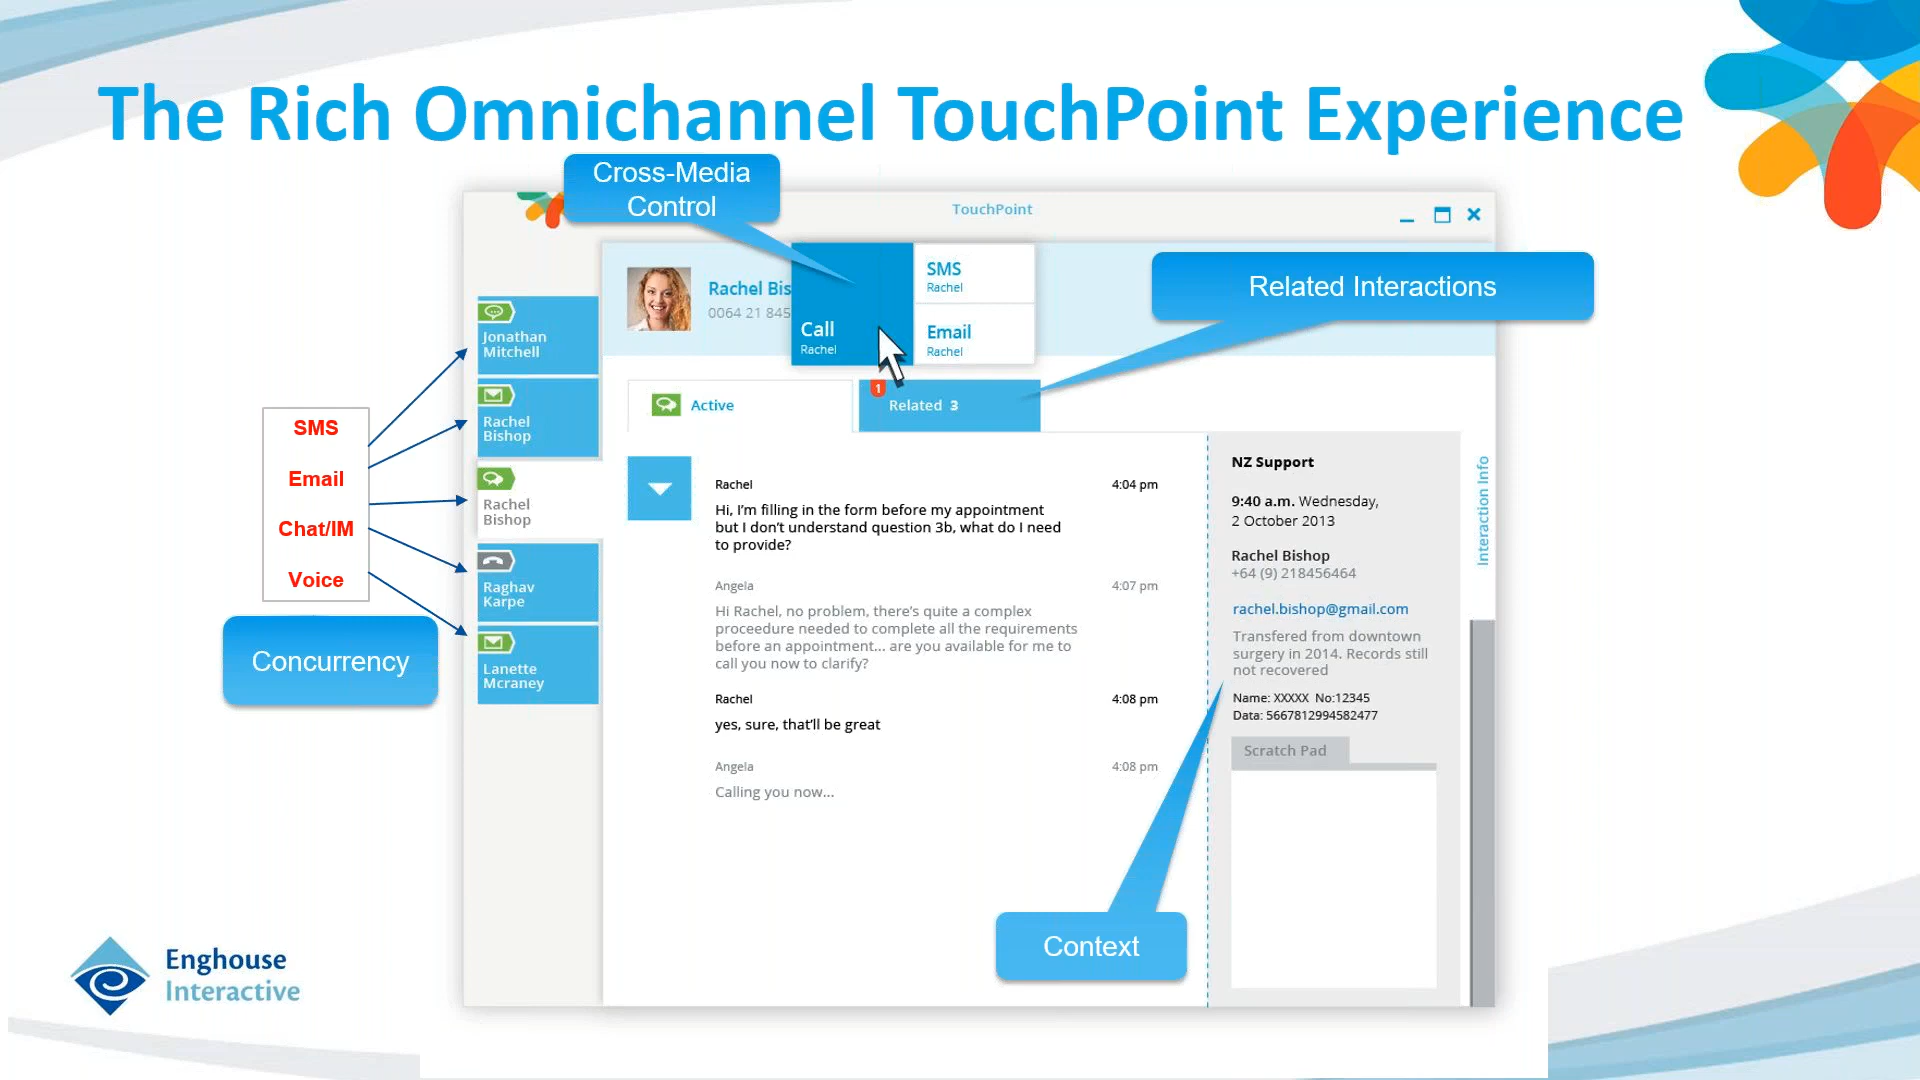 The Rich Omnichannel TouchPoint Experience
Cross-Media
Control
TouchPoint
Related Interactions
Rachel Bis
0064 21 845
Call
Rachel
SMS
Rachel
Email
Rachel
Jonathan
Mitchell
Rachel
Bishop
Rachel
Bishop
Raghav
Karpe
Lanette
Mcraney
SMS
Email
Chat/IM
Voice
Concurrency
Active
1
Related 3
Rachel 4:04 pm
Hi, I'm filling in the form before my appointment
but I don't understand question 3b, what do I need
to provide?
Angela 4:07 pm
Hi Rachel, no problem, there's quite a complex
proceedure needed to complete all the requirements
before an appointment... are you available for me to
call you now to clarify?
Rachel 4:08 pm
yes, sure, that'll be great
Angela 4:08 pm
Calling you now...
NZ Support
9:40 a.m. Wednesday,
2 October 2013
Rachel Bishop
+64 (9) 218456464
rachel.bishop@gmail.com
Transfered from downtown
surgery in 2014. Records still
not recovered
Name: XXXXX No:12345
Data: 5667812994582477
Scratch Pad
Interaction Info
Context
Enghouse
Interactive